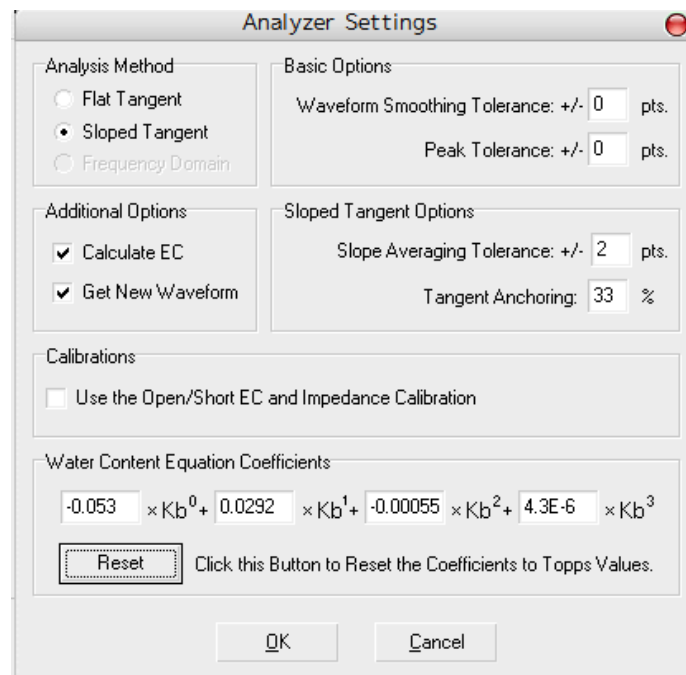 Analyzer Settings
Analysis Method
Flat Tangent
Sloped Tangent
Frequency Domain
Basic Options
Waveform Smoothing Tolerance: +/- 0 pts.
Peak Tolerance: +/- 0 pts.
Additional Options
Calculate EC
Get New Waveform
Sloped Tangent Options
Slope Averaging Tolerance: +/- 2 pts.
Tangent Anchoring: 33 %
Calibrations
Use the Open/Short EC and Impedance Calibration
Water Content Equation Coefficients
-0.053 × Kb⁰+ 0.0292 × Kb¹+ -0.00055 × Kb²+ 4.3E-6 × Kb³
Reset Click this Button to Reset the Coefficients to Topps Values.
OK Cancel